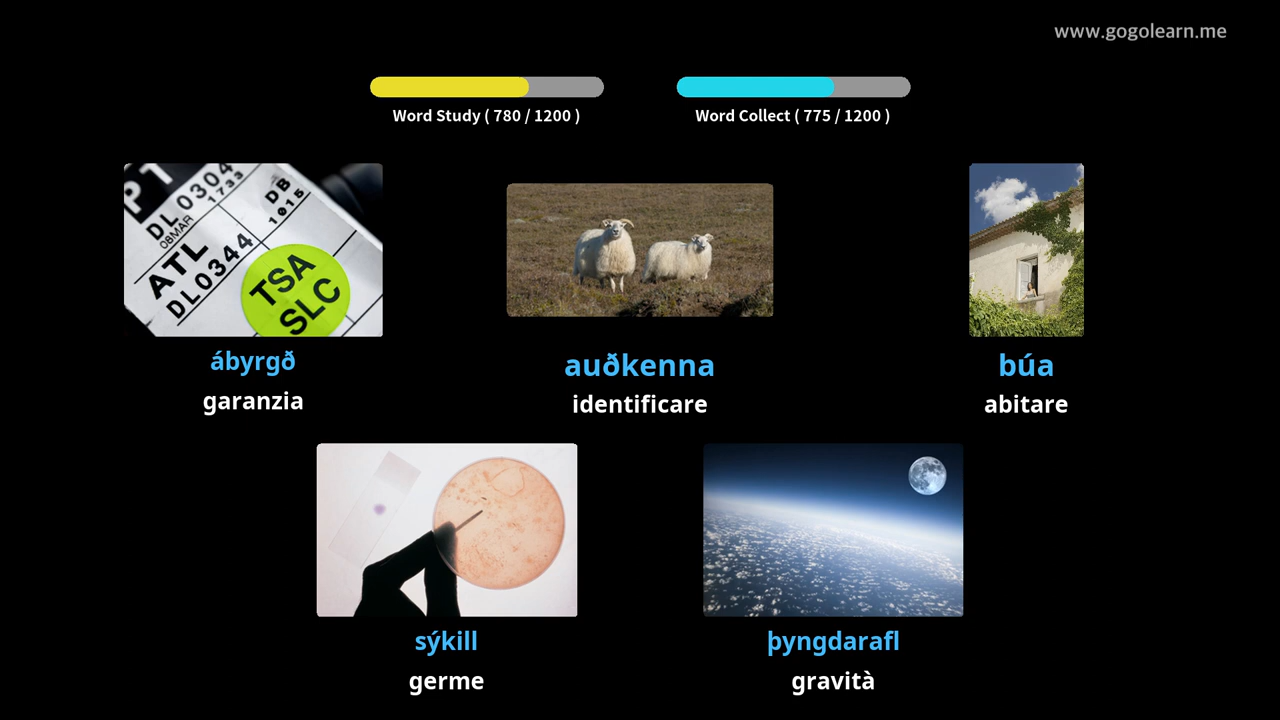 www.gogolearn.me
Word Study ( 780 / 1200 )
Word Collect ( 775 / 1200 )
PT
DL0304
1733
08MAR
DB
1015
ATL
DL0344
TSA
SLC
ábyrgð
garanzia
auðkenna
identificare
búa
abitare
sýkill
germe
þyngdarafl
gravità